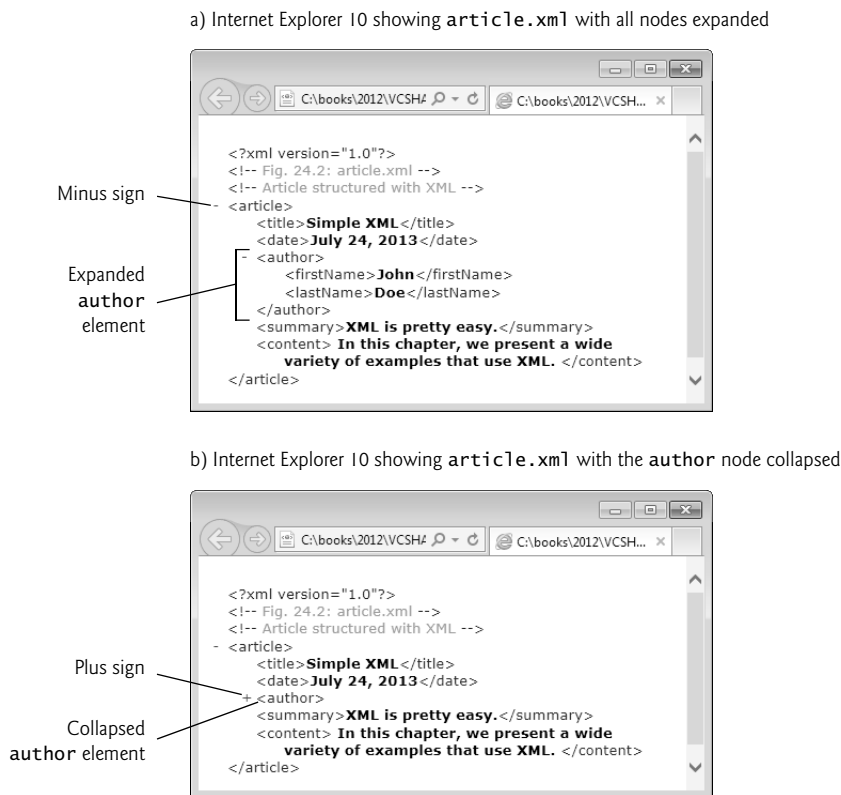 a) Internet Explorer 10 showing article.xml with all nodes expanded
C:\books\2012\VCSHA
C:\books\2012\VCSH...
<?xml version="1.0"?>
<!-- Fig. 24.2: article.xml -->
<!-- Article structured with XML -->
Minus sign
- <article>
<title>Simple XML</title>
<date>July 24, 2013</date>
- <author>
Expanded
author
element
<firstName>John</firstName>
<lastName>Doe</lastName>
</author>
<summary>XML is pretty easy.</summary>
<content> In this chapter, we present a wide
variety of examples that use XML. </content>
</article>
b) Internet Explorer 10 showing article.xml with the author node collapsed
C:\books\2012\VCSHA
C:\books\2012\VCSH...
<?xml version="1.0"?>
<!-- Fig. 24.2: article.xml -->
<!-- Article structured with XML -->
- <article>
Plus sign
<title>Simple XML</title>
<date>July 24, 2013</date>
+ <author>
Collapsed
author element
<summary>XML is pretty easy.</summary>
<content> In this chapter, we present a wide
variety of examples that use XML. </content>
</article>